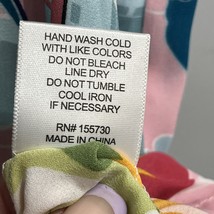 HAND WASH COLD
WITH LIKE COLORS
DO NOT BLEACH
LINE DRY
DO NOT TUMBLE
COOL IRON
IF NECESSARY
RN# 155730
MADE IN CHINA